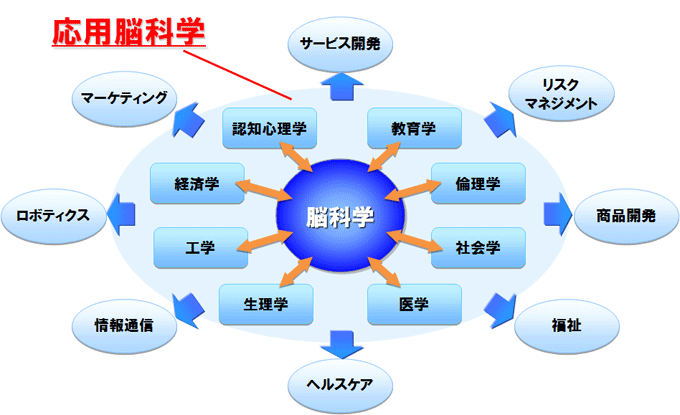 応用脳科学
サービス開発
マーケティング
リスク
マネジメント
認知心理学
教育学
経済学
倫理学
ロボティクス
脳科学
商品開発
工学
社会学
生理学
医学
情報通信
福祉
ヘルスケア